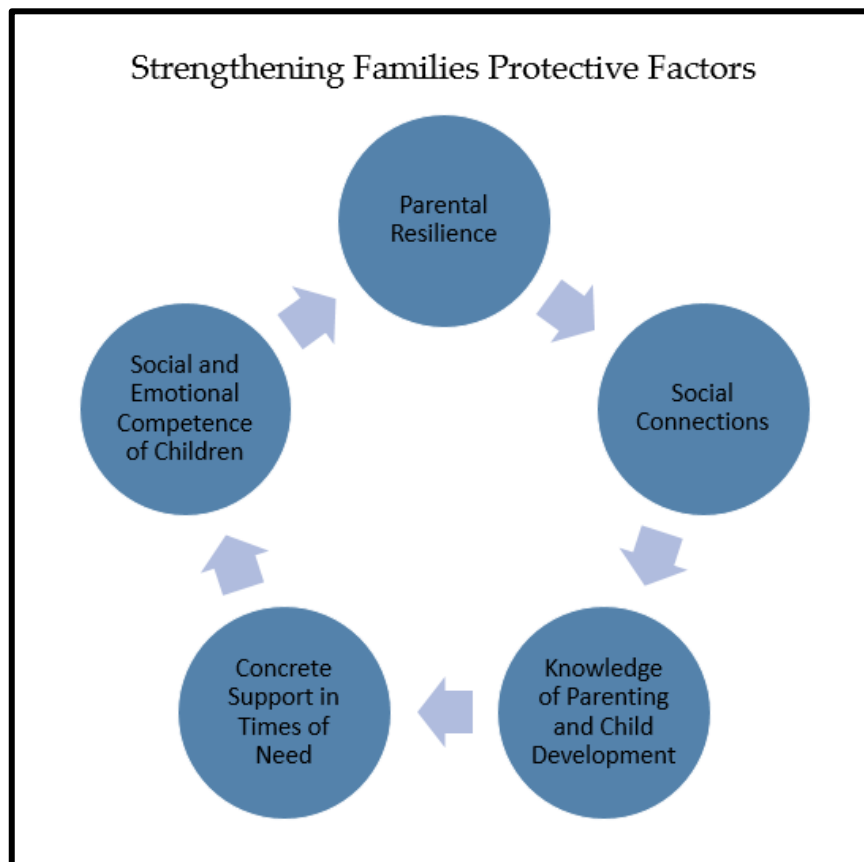 Strengthening Families Protective Factors
Parental
Resilience
Social
Connections
Knowledge
of Parenting
and Child
Development
Concrete
Support in
Times of
Need
Social and
Emotional
Competence
of Children